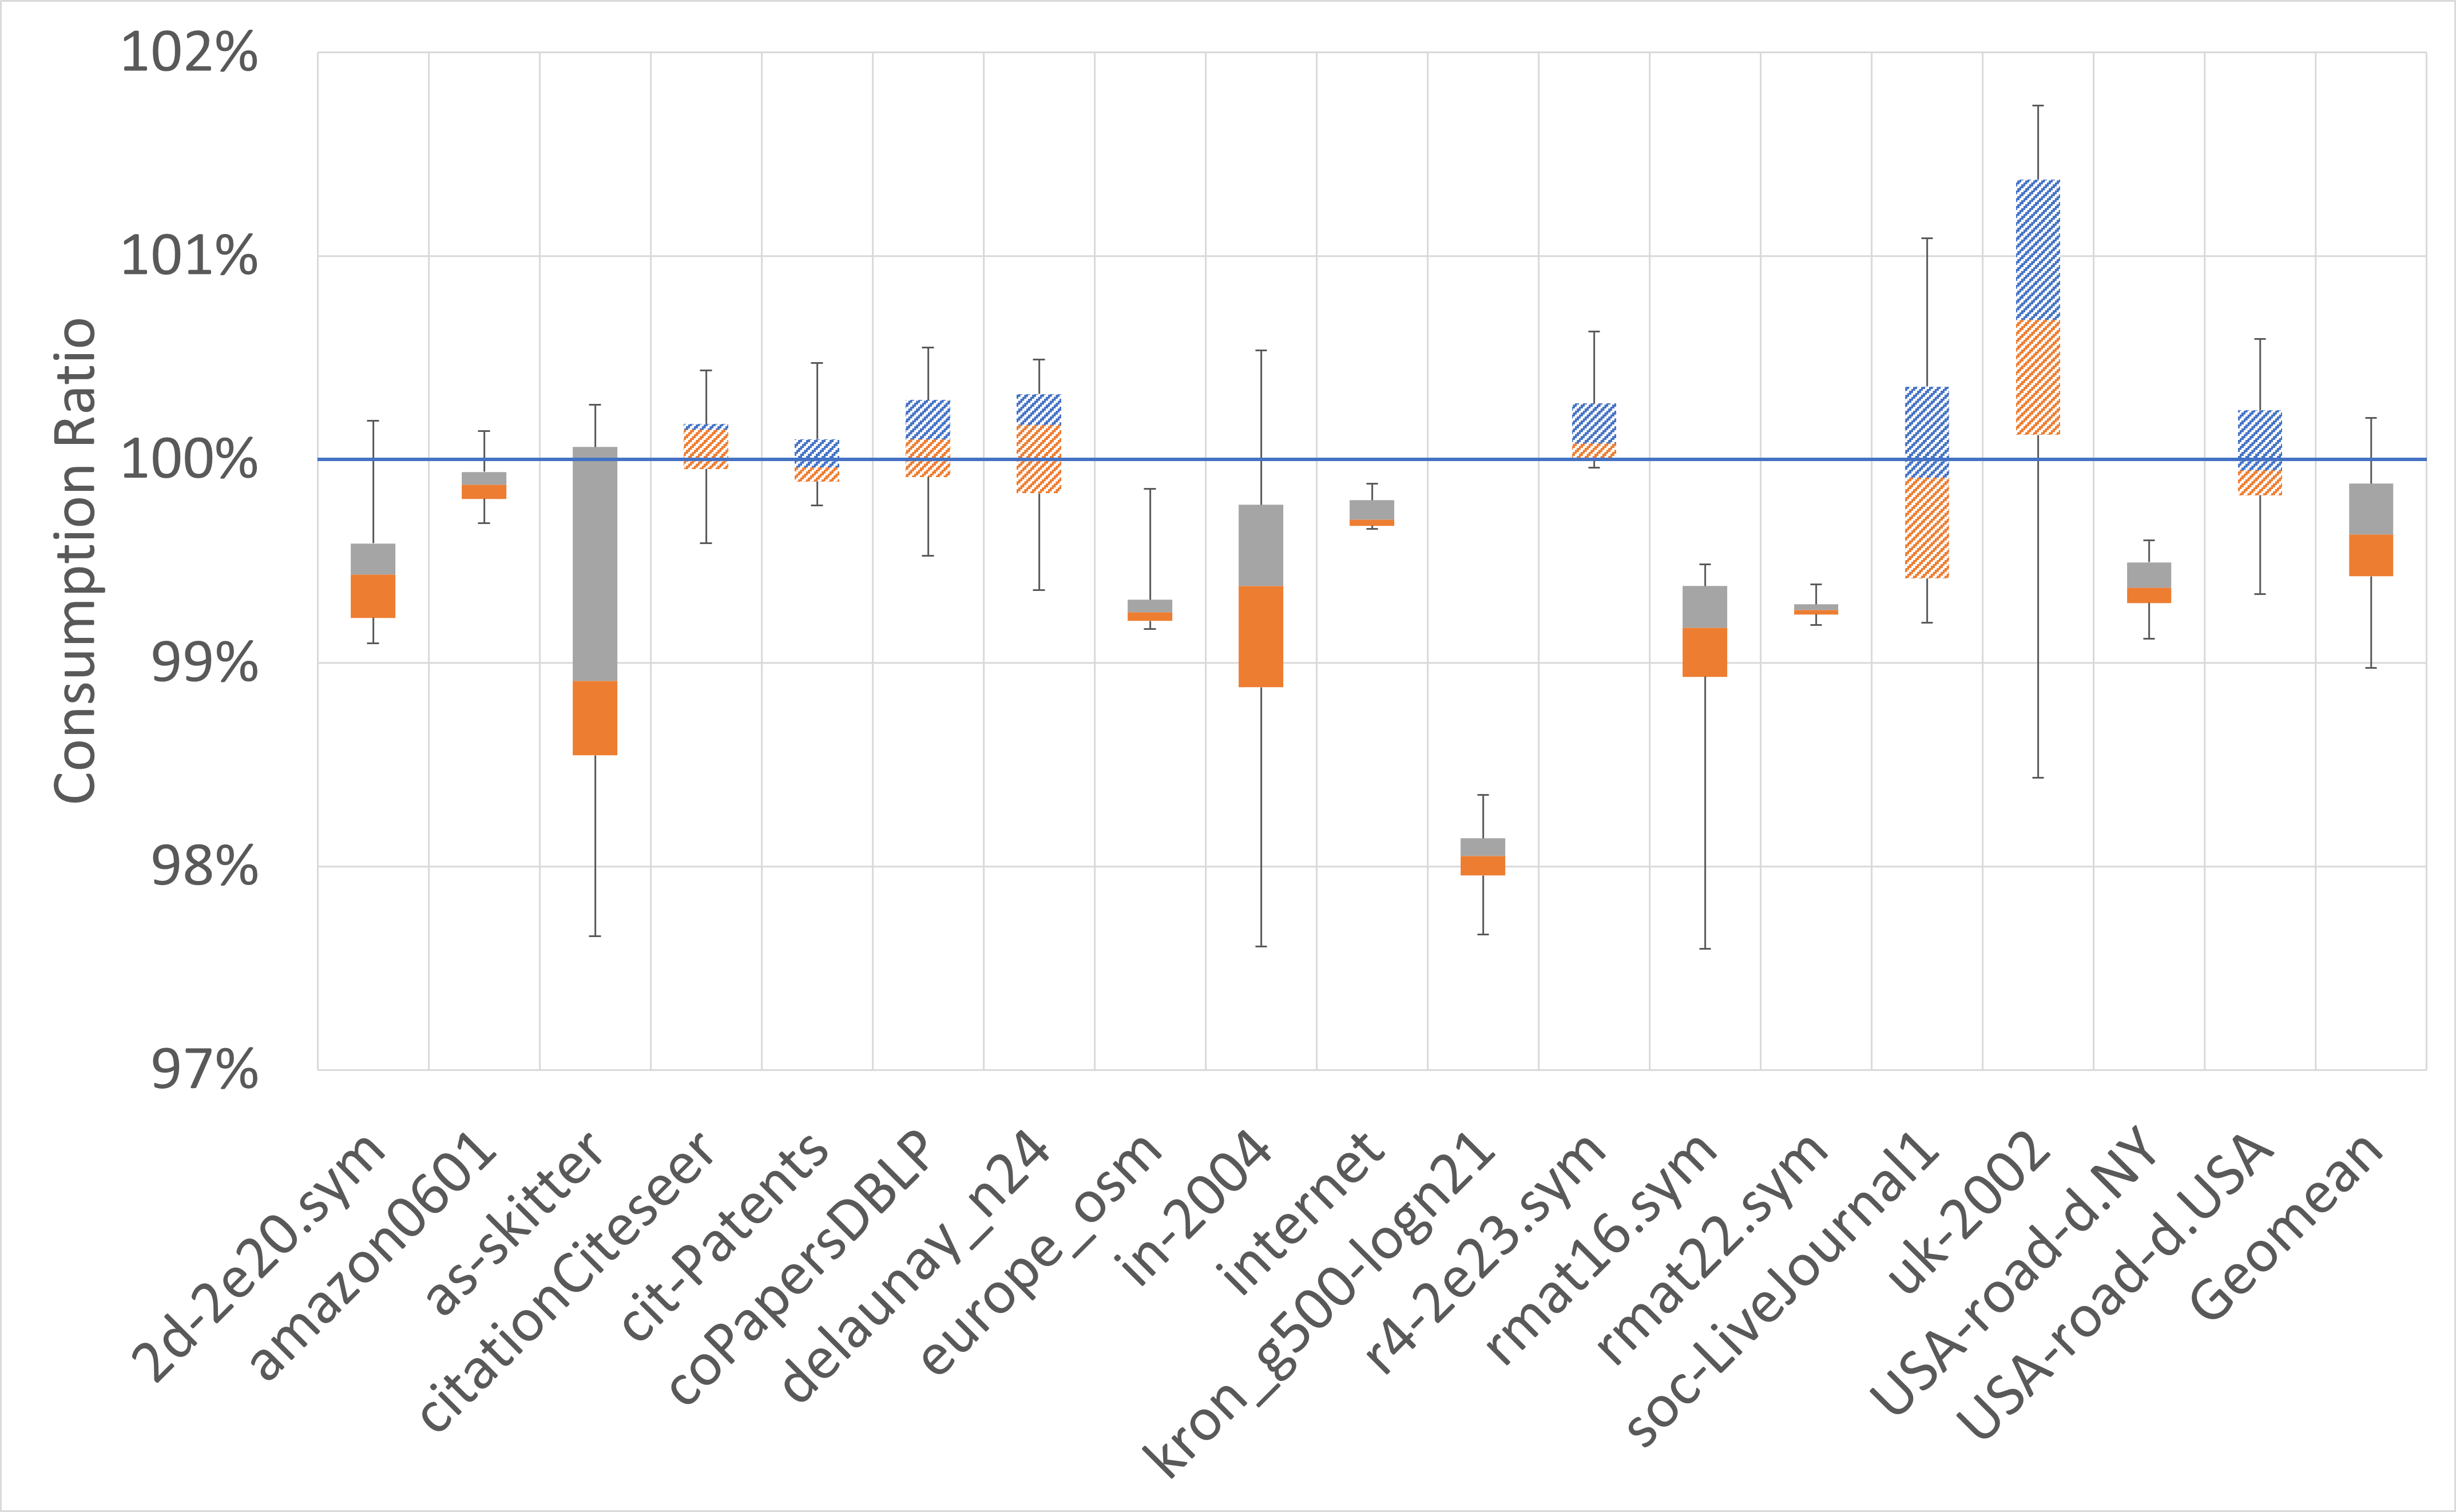 102%
101%
100%
99%
98%
97%
Consumption Ratio
2d-2e20.sym
amazon0601
as-skitter
citationCiteseer
cit-Patents
coPapersDBLP
delaunay_n24
europe_osm
in-2004
internet
kron_g500-logn21
r4-2e23.sym
rmat16.sym
rmat22.sym
soc-LiveJournal1
uk-2002
USA-road-d.NY
USA-road-d.USA
Geomean